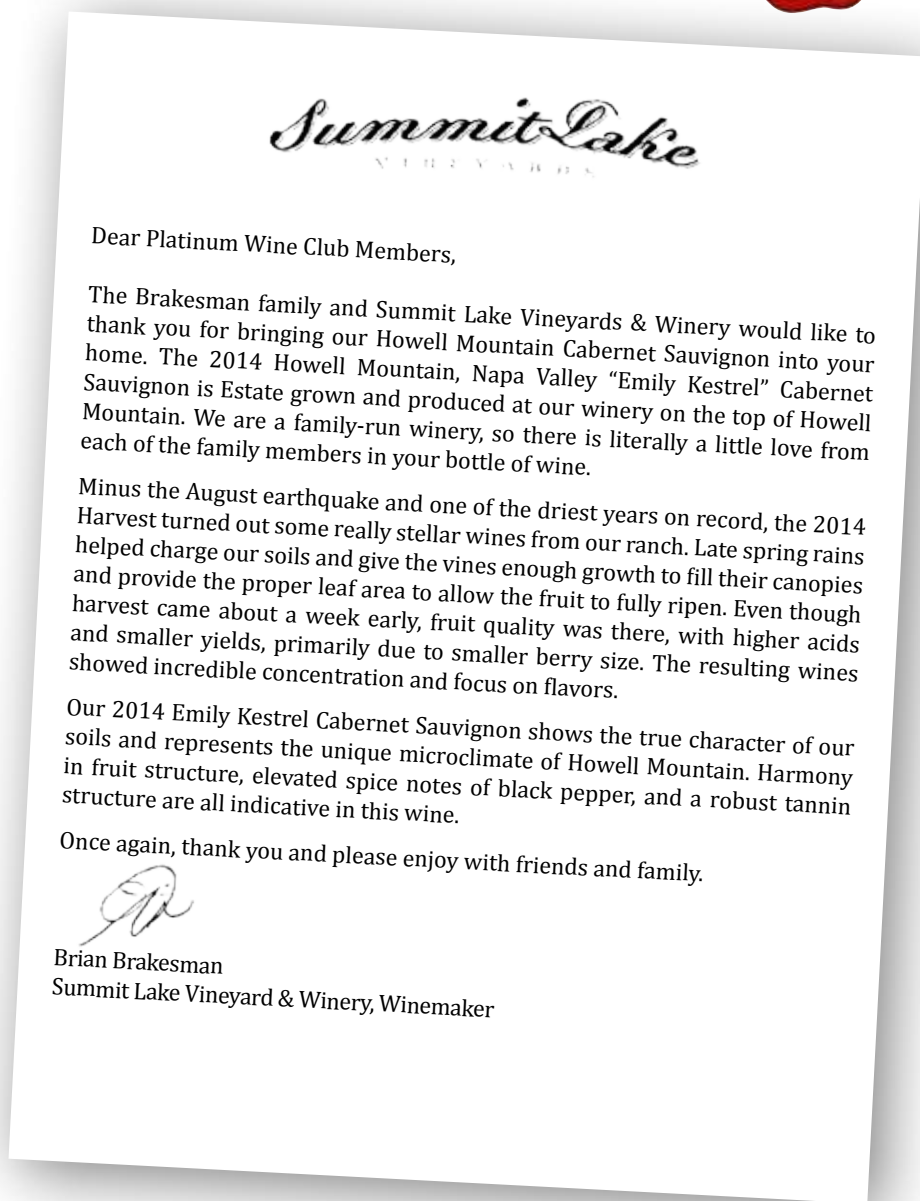 Summit Lake
VINEYARDS
Dear Platinum Wine Club Members,
The Brakesman family and Summit Lake Vineyards & Winery would like to
thank you for bringing our Howell Mountain Cabernet Sauvignon into your
home. The 2014 Howell Mountain, Napa Valley “Emily Kestrel” Cabernet
Sauvignon is Estate grown and produced at our winery on the top of Howell
Mountain. We are a family-run winery, so there is literally a little love from
each of the family members in your bottle of wine.
Minus the August earthquake and one of the driest years on record, the 2014
Harvest turned out some really stellar wines from our ranch. Late spring rains
helped charge our soils and give the vines enough growth to fill their canopies
and provide the proper leaf area to allow the fruit to fully ripen. Even though
harvest came about a week early, fruit quality was there, with higher acids
and smaller yields, primarily due to smaller berry size. The resulting wines
showed incredible concentration and focus on flavors.
Our 2014 Emily Kestrel Cabernet Sauvignon shows the true character of our
soils and represents the unique microclimate of Howell Mountain. Harmony
in fruit structure, elevated spice notes of black pepper, and a robust tannin
structure are all indicative in this wine.
Once again, thank you and please enjoy with friends and family.
Brian Brakesman
Summit Lake Vineyard & Winery, Winemaker